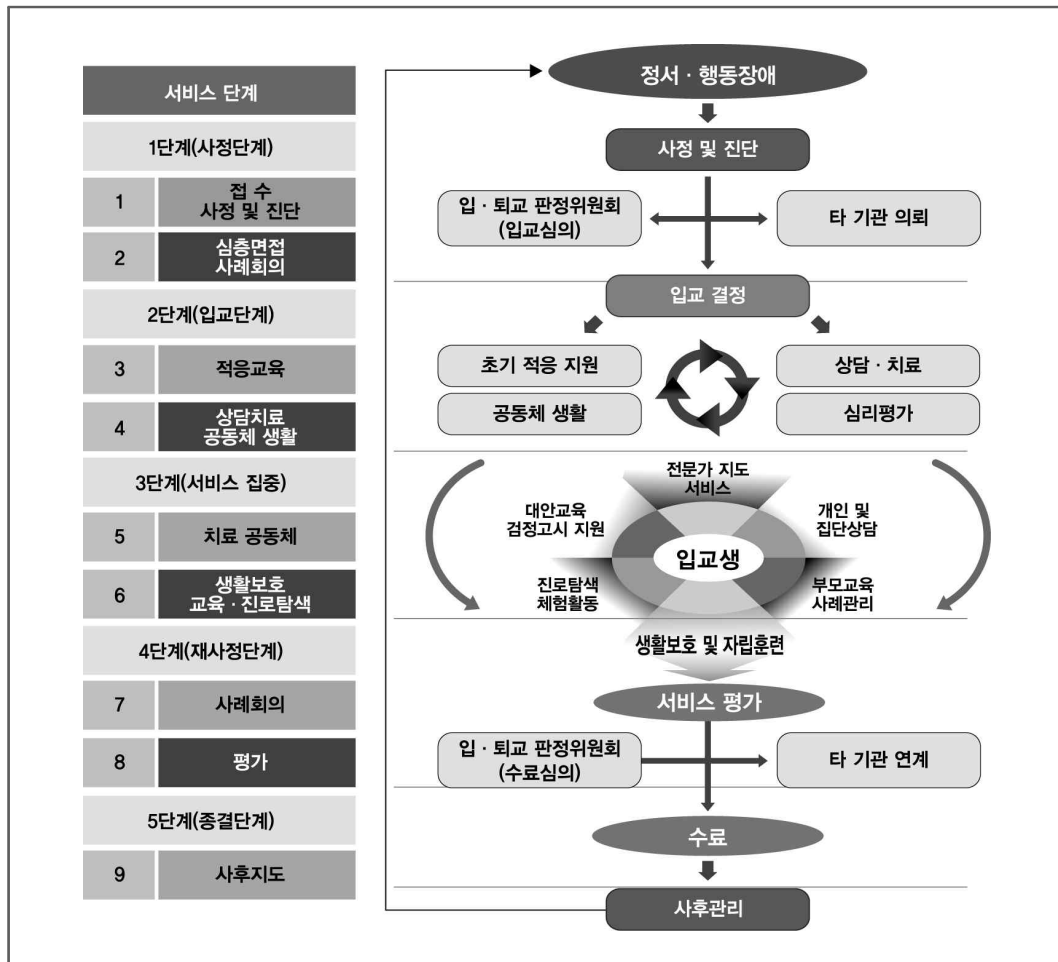 서비스 단계
1단계(사정단계)
1
접 수
사정 및 진단
2
심층면접
사례회의
2단계(입교단계)
3
적응교육
4
상담치료
공동체 생활
3단계(서비스 집중)
5
치료 공동체
6
생활보호
교육 · 진로탐색
4단계(재사정단계)
7
사례회의
8
평가
5단계(종결단계)
9
사후지도
정서 · 행동장애
사정 및 진단
입 · 퇴교 판정위원회
(입교심의)
타 기관 의뢰
입교 결정
초기 적응 지원
상담 · 치료
공동체 생활
심리평가
전문가 지도
서비스
대안교육
검정고시 지원
개인 및
집단상담
입교생
진로탐색
체험활동
부모교육
사례관리
생활보호 및 자립훈련
서비스 평가
입 · 퇴교 판정위원회
(수료심의)
타 기관 연계
수료
사후관리